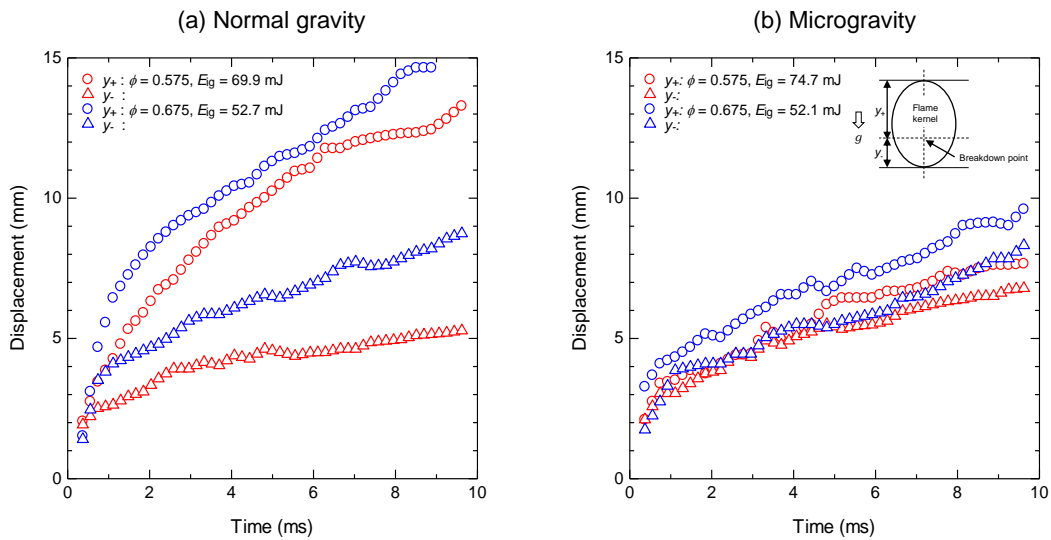 (a) Normal gravity
15
10
5
0
Displacement (mm)
0 2 4 6 8 10
Time (ms)
y+ : ϕ = 0.575, Eig = 69.9 mJ
y- :
y+ : ϕ = 0.675, Eig = 52.7 mJ
y- :
(b) Microgravity
15
10
5
0
Displacement (mm)
0 2 4 6 8 10
Time (ms)
y+: ϕ = 0.575, Eig = 74.7 mJ
y-:
y+: ϕ = 0.675, Eig = 52.1 mJ
y-:
g
y+
y-
Flame
kernel
Breakdown point